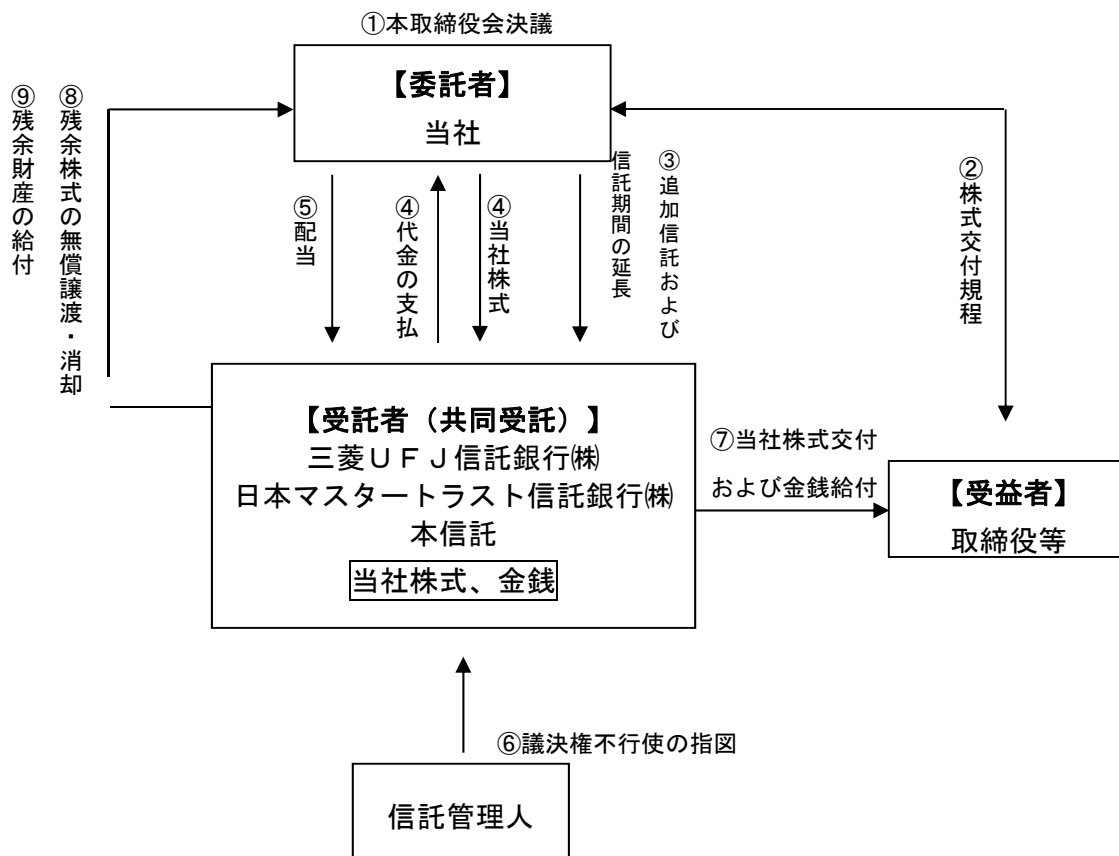 ①本取締役会決議
【委託者】
当社
⑨残余財産の給付
⑧残余株式の無償譲渡・消却
⑤配当
④代金の支払
④当社株式
信託期間の延長
③追加信託および
②株式交付規程
【受託者（共同受託）】
三菱ＵＦＪ信託銀行㈱
日本マスタートラスト信託銀行㈱
本信託
当社株式、金銭
⑦当社株式交付
および金銭給付
【受益者】
取締役等
⑥議決権不行使の指図
信託管理人